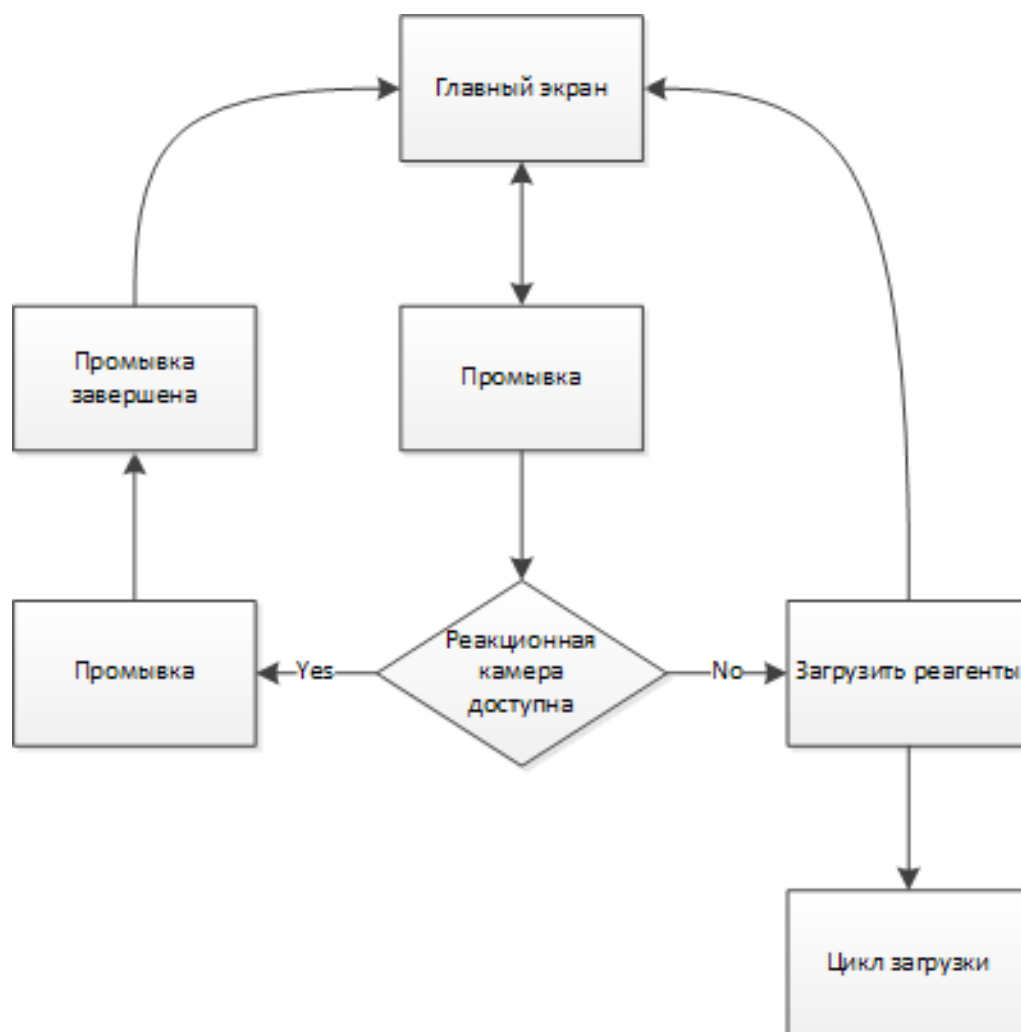 Главный экран
Промывка
завершена
Промывка
Промывка
Yes
Реакционная
камера
доступна
No
Загрузить реагенты
Цикл загрузки